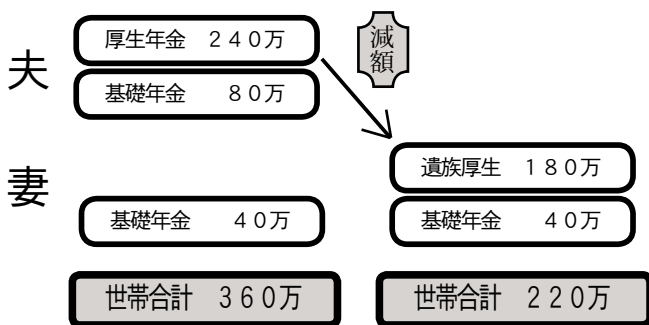 夫
厚生年金 240万
減額
基礎年金 80万
妻
遺族厚生 180万
基礎年金 40万
基礎年金 40万
世帯合計 360万
世帯合計 220万